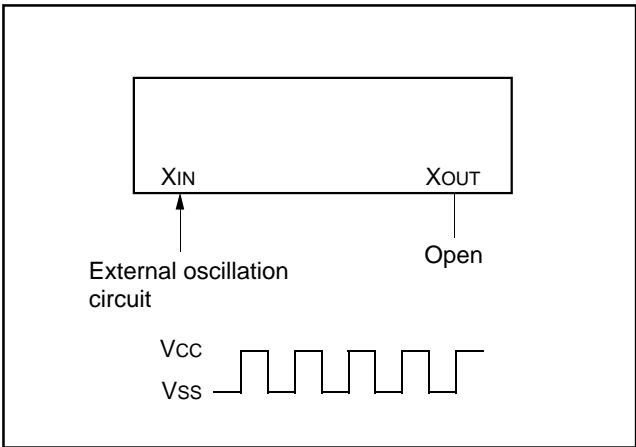 XIN XOUT
External oscillation
circuit
Open
VCC
VSS